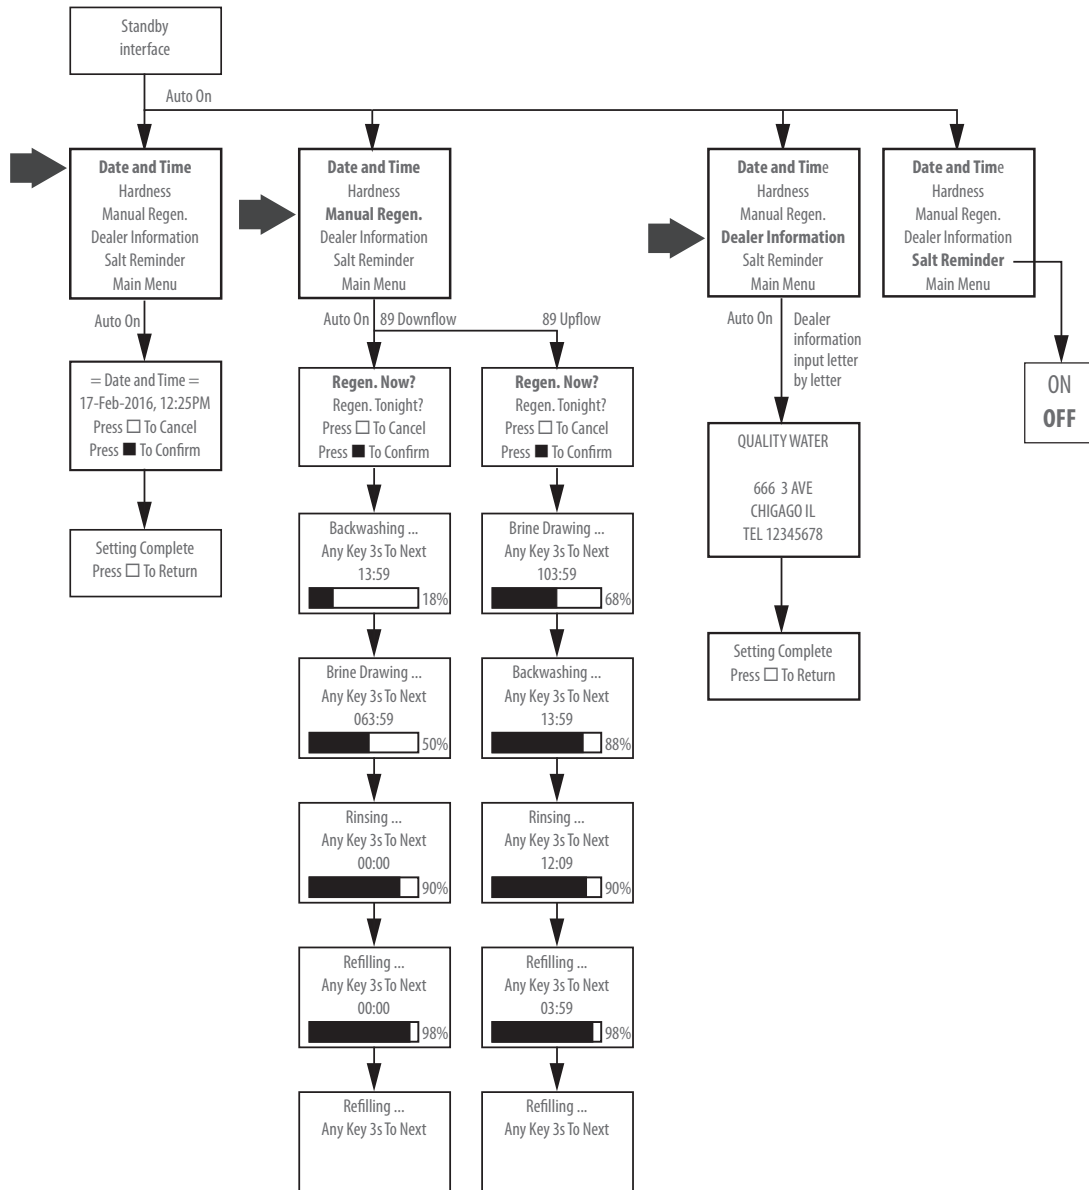 Standby
interface
Auto On
Date and Time
Hardness
Manual Regen.
Dealer Information
Salt Reminder
Main Menu
Auto On
= Date and Time =
17-Feb-2016, 12:25PM
Press □ To Cancel
Press ■ To Confirm
Setting Complete
Press □ To Return
Date and Time
Hardness
Manual Regen.
Dealer Information
Salt Reminder
Main Menu
Auto On
89 Downflow
89 Upflow
Regen. Now?
Regen. Tonight?
Press □ To Cancel
Press ■ To Confirm
Backwashing ...
Any Key 3s To Next
13:59
18%
Brine Drawing ...
Any Key 3s To Next
063:59
50%
Rinsing ...
Any Key 3s To Next
00:00
90%
Refilling ...
Any Key 3s To Next
00:00
98%
Refilling ...
Any Key 3s To Next
Regen. Now?
Regen. Tonight?
Press □ To Cancel
Press ■ To Confirm
Brine Drawing ...
Any Key 3s To Next
103:59
68%
Backwashing ...
Any Key 3s To Next
13:59
88%
Rinsing ...
Any Key 3s To Next
12:09
90%
Refilling ...
Any Key 3s To Next
03:59
98%
Refilling ...
Any Key 3s To Next
Date and Time
Hardness
Manual Regen.
Dealer Information
Salt Reminder
Main Menu
Auto On
Dealer
information
input letter
by letter
QUALITY WATER
666 3 AVE
CHIGAGO IL
TEL 12345678
Setting Complete
Press □ To Return
Date and Time
Hardness
Manual Regen.
Dealer Information
Salt Reminder
Main Menu
ON
OFF